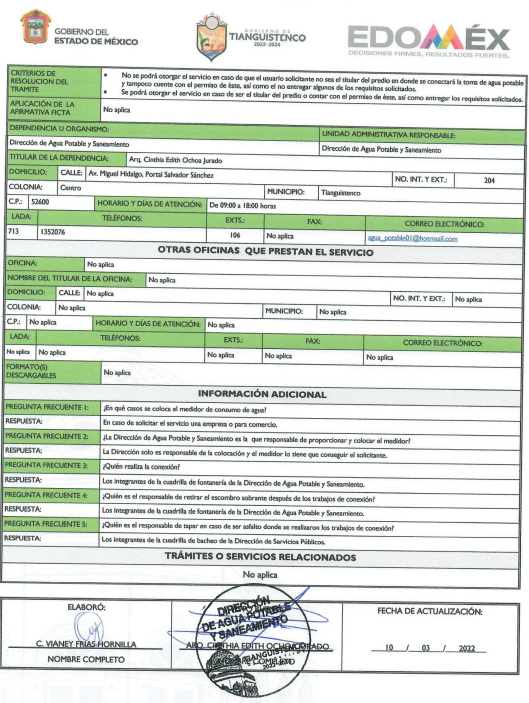 GOBIERNO DEL
ESTADO DE MÉXICO
GOBIERNO DE
TIANGUISTENCO
2022-2024
EDOMÉX
DECISIONES FIRMES, RESULTADOS FUERTES.
CRITERIOS DE RESOLUCION DEL TRAMITE
• No se podrá otorgar el servicio en caso de que el usuario solicitante no sea el titular del predio en donde se conectará la toma de agua potable y tampoco cuente con el permiso de éste, así como el no entregar algunos de los requisitos solicitados.
• Se podrá otorgar el servicio en caso de ser el titular del predio o contar con el permiso de éste, así como entregar los requisitos solicitados.
APLICACIÓN DE LA AFIRMATIVA FICTA
No aplica
DEPENDENCIA U ORGANISMO:
UNIDAD ADMINISTRATIVA RESPONSABLE:
Dirección de Agua Potable y Saneamiento
Dirección de Agua Potable y Saneamiento
TITULAR DE LA DEPENDENCIA: Arq. Cinthia Edith Ochoa Jurado
DOMICILIO: CALLE: Av. Miguel Hidalgo, Portal Salvador Sánchez NO. INT. Y EXT.: 204
COLONIA: Centro MUNICIPIO: Tianguistenco
C.P.: 52600 HORARIO Y DÍAS DE ATENCIÓN: De 09:00 a 18:00 horas
LADA: TELÉFONOS: EXTS.: FAX: CORREO ELECTRÓNICO:
713 1352076 106 No aplica agua_potable01@hotmail.com
OTRAS OFICINAS QUE PRESTAN EL SERVICIO
OFICINA: No aplica
NOMBRE DEL TITULAR DE LA OFICINA: No aplica
DOMICILIO: CALLE: No aplica NO. INT. Y EXT.: No aplica
COLONIA: No aplica MUNICIPIO: No aplica
C.P.: No aplica HORARIO Y DÍAS DE ATENCIÓN: No aplica
LADA: TELÉFONOS: EXTS.: FAX: CORREO ELECTRÓNICO:
No aplica No aplica No aplica No aplica No aplica
FORMATO(S) DESCARGABLES
No aplica
INFORMACIÓN ADICIONAL
PREGUNTA FRECUENTE 1: ¿En qué casos se coloca el medidor de consumo de agua?
RESPUESTA: En caso de solicitar el servicio una empresa o para comercio.
PREGUNTA FRECUENTE 2: ¿La Dirección de Agua Potable y Saneamiento es la que responsable de proporcionar y colocar el medidor?
RESPUESTA: La Dirección solo es responsable de la colocación y el medidor lo tiene que conseguir el solicitante.
PREGUNTA FRECUENTE 3: ¿Quién realiza la conexión?
RESPUESTA: Los integrantes de la cuadrilla de fontanería de la Dirección de Agua Potable y Saneamiento.
PREGUNTA FRECUENTE 4: ¿Quién es el responsable de retirar el escombro sobrante después de los trabajos de conexión?
RESPUESTA: Los integrantes de la cuadrilla de fontanería de la Dirección de Agua Potable y Saneamiento.
PREGUNTA FRECUENTE 5: ¿Quién es el responsable de tapar en caso de ser asfalto donde se realizaron los trabajos de conexión?
RESPUESTA: Los integrantes de la cuadrilla de bacheo de la Dirección de Servicios Públicos.
TRÁMITES O SERVICIOS RELACIONADOS
No aplica
ELABORÓ:
C. VIANEY FRÍAS HORNILLA
NOMBRE COMPLETO
DIRECCIÓN
DE AGUA POTABLE
Y SANEAMIENTO
ARQ. CINTHIA EDITH OCHOA JURADO
TIANGUISTENCO
COMPLETO
FECHA DE ACTUALIZACIÓN:
10 / 03 / 2022